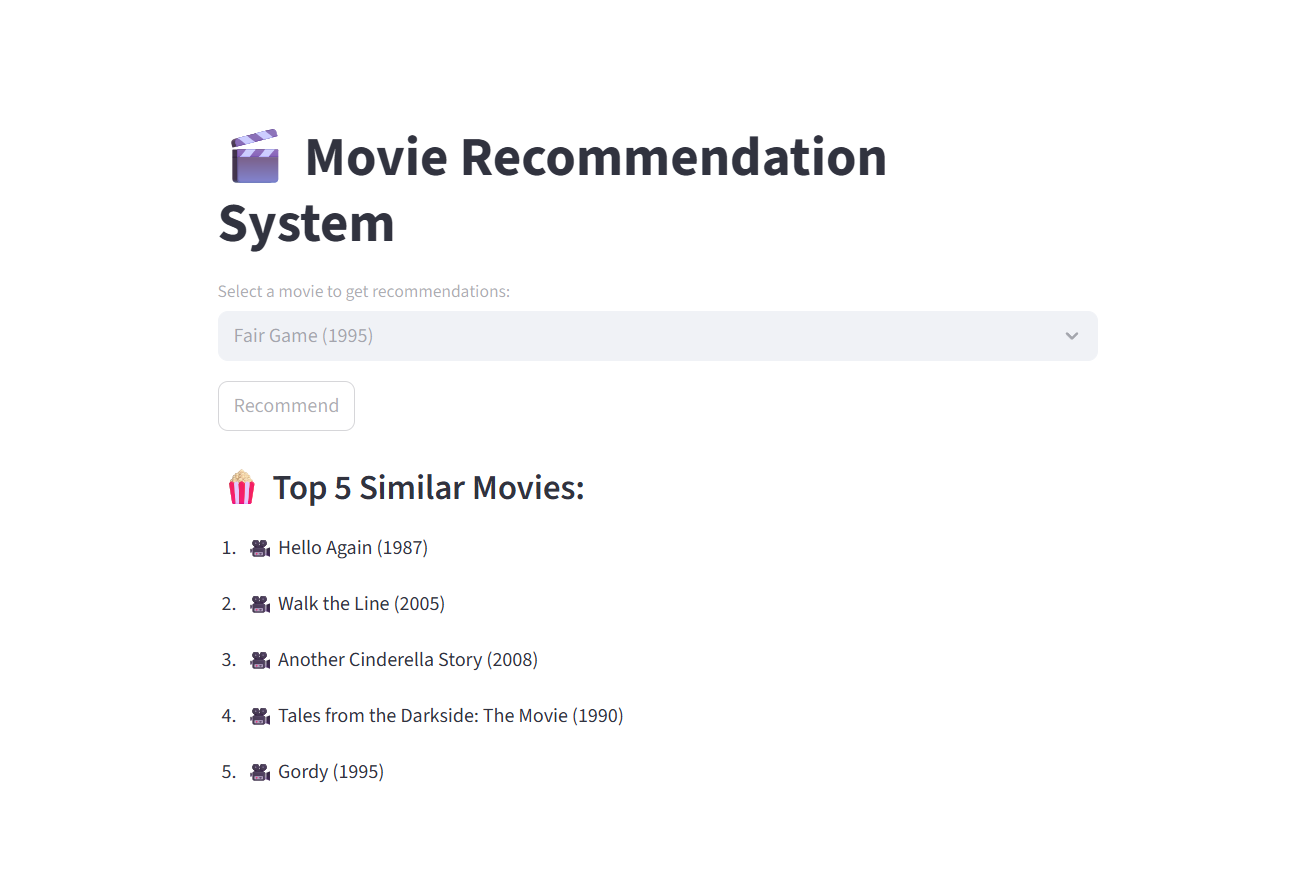 🎬 Movie Recommendation
System
Select a movie to get recommendations:
Fair Game (1995)
Recommend
🍿 Top 5 Similar Movies:
1. 🎥 Hello Again (1987)
2. 🎥 Walk the Line (2005)
3. 🎥 Another Cinderella Story (2008)
4. 🎥 Tales from the Darkside: The Movie (1990)
5. 🎥 Gordy (1995)